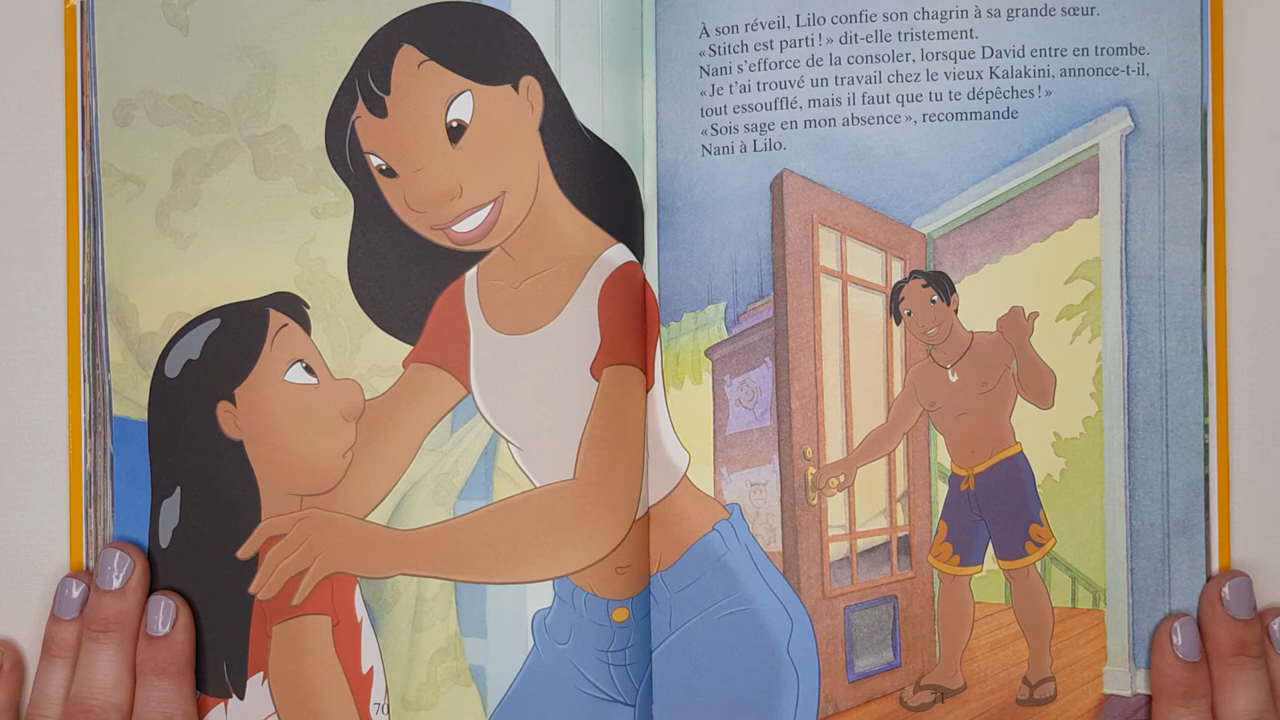 À son réveil, Lilo confie son chagrin à sa grande sœur.
«Stitch est parti!» dit-elle tristement.
Nani s'efforce de la consoler, lorsque David entre en trombe.
«Je t'ai trouvé un travail chez le vieux Kalakini, annonce-t-il,
tout essoufflé, mais il faut que tu te dépêches!»
«Sois sage en mon absence», recommande
Nani à Lilo.
70
71